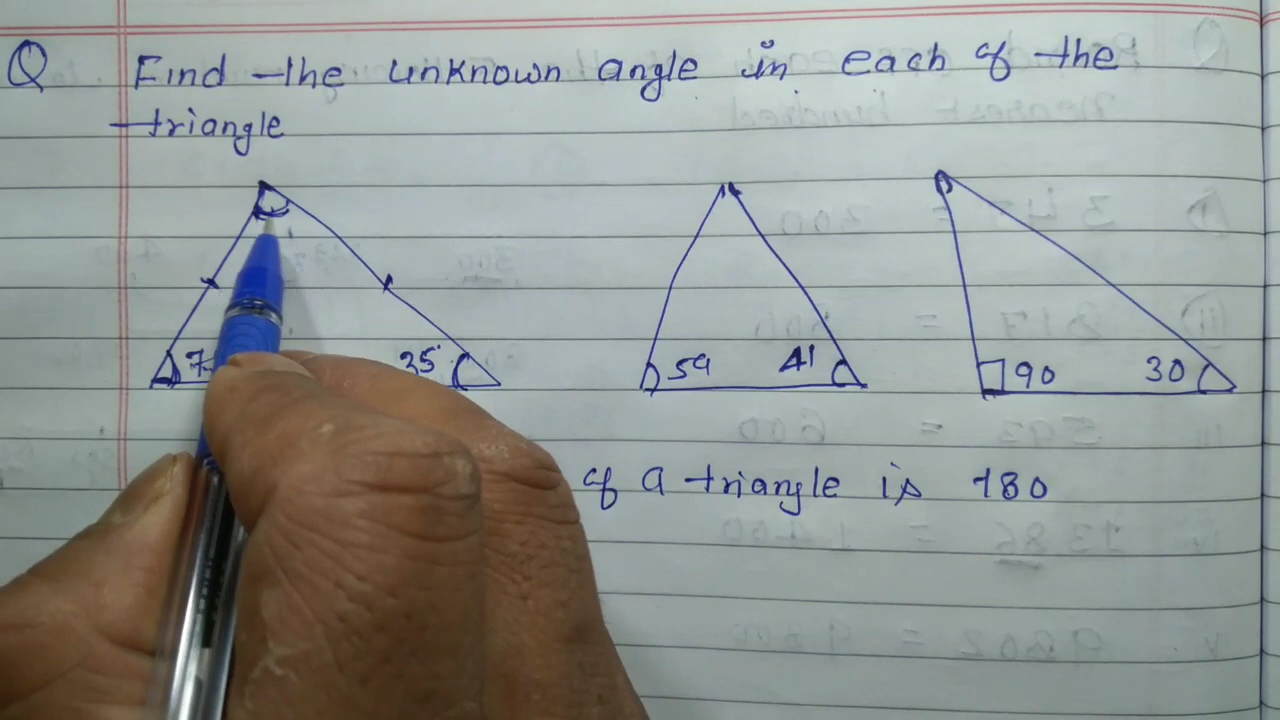 Q Find the unknown angle in each of the
triangle
35 59 41 90 30
of a triangle is 180